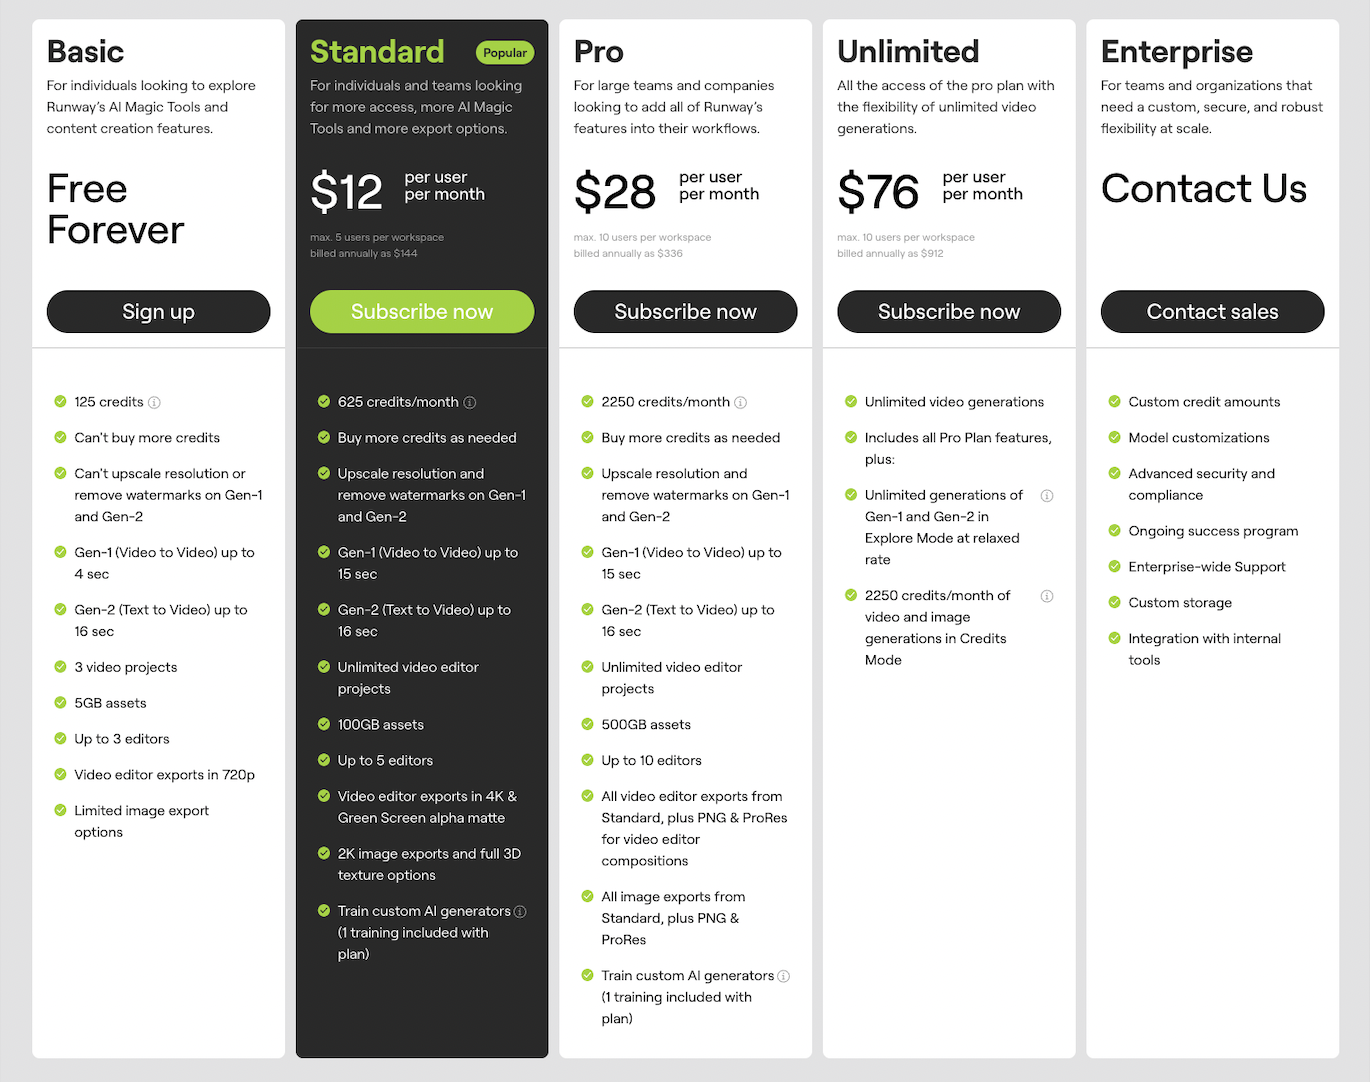 Basic
For individuals looking to explore
Runway’s AI Magic Tools and
content creation features.
Free
Forever
Sign up
125 credits
Can't buy more credits
Can't upscale resolution or
remove watermarks on Gen-1
and Gen-2
Gen-1 (Video to Video) up to
4 sec
Gen-2 (Text to Video) up to
16 sec
3 video projects
5GB assets
Up to 3 editors
Video editor exports in 720p
Limited image export
options
Standard
Popular
For individuals and teams looking
for more access, more AI Magic
Tools and more export options.
$12
per user
per month
max. 5 users per workspace
billed annually as $144
Subscribe now
625 credits/month
Buy more credits as needed
Upscale resolution and
remove watermarks on Gen-1
and Gen-2
Gen-1 (Video to Video) up to
15 sec
Gen-2 (Text to Video) up to
16 sec
Unlimited video editor
projects
100GB assets
Up to 5 editors
Video editor exports in 4K &
Green Screen alpha matte
2K image exports and full 3D
texture options
Train custom AI generators
(1 training included with
plan)
Pro
For large teams and companies
looking to add all of Runway’s
features into their workflows.
$28
per user
per month
max. 10 users per workspace
billed annually as $336
Subscribe now
2250 credits/month
Buy more credits as needed
Upscale resolution and
remove watermarks on Gen-1
and Gen-2
Gen-1 (Video to Video) up to
15 sec
Gen-2 (Text to Video) up to
16 sec
Unlimited video editor
projects
500GB assets
Up to 10 editors
All video editor exports from
Standard, plus PNG & ProRes
for video editor
compositions
All image exports from
Standard, plus PNG &
ProRes
Train custom AI generators
(1 training included with
plan)
Unlimited
All the access of the pro plan with
the flexibility of unlimited video
generations.
$76
per user
per month
max. 10 users per workspace
billed annually as $912
Subscribe now
Unlimited video generations
Includes all Pro Plan features,
plus:
Unlimited generations of
Gen-1 and Gen-2 in
Explore Mode at relaxed
rate
2250 credits/month of
video and image
generations in Credits
Mode
Enterprise
For teams and organizations that
need a custom, secure, and robust
flexibility at scale.
Contact Us
Contact sales
Custom credit amounts
Model customizations
Advanced security and
compliance
Ongoing success program
Enterprise-wide Support
Custom storage
Integration with internal
tools